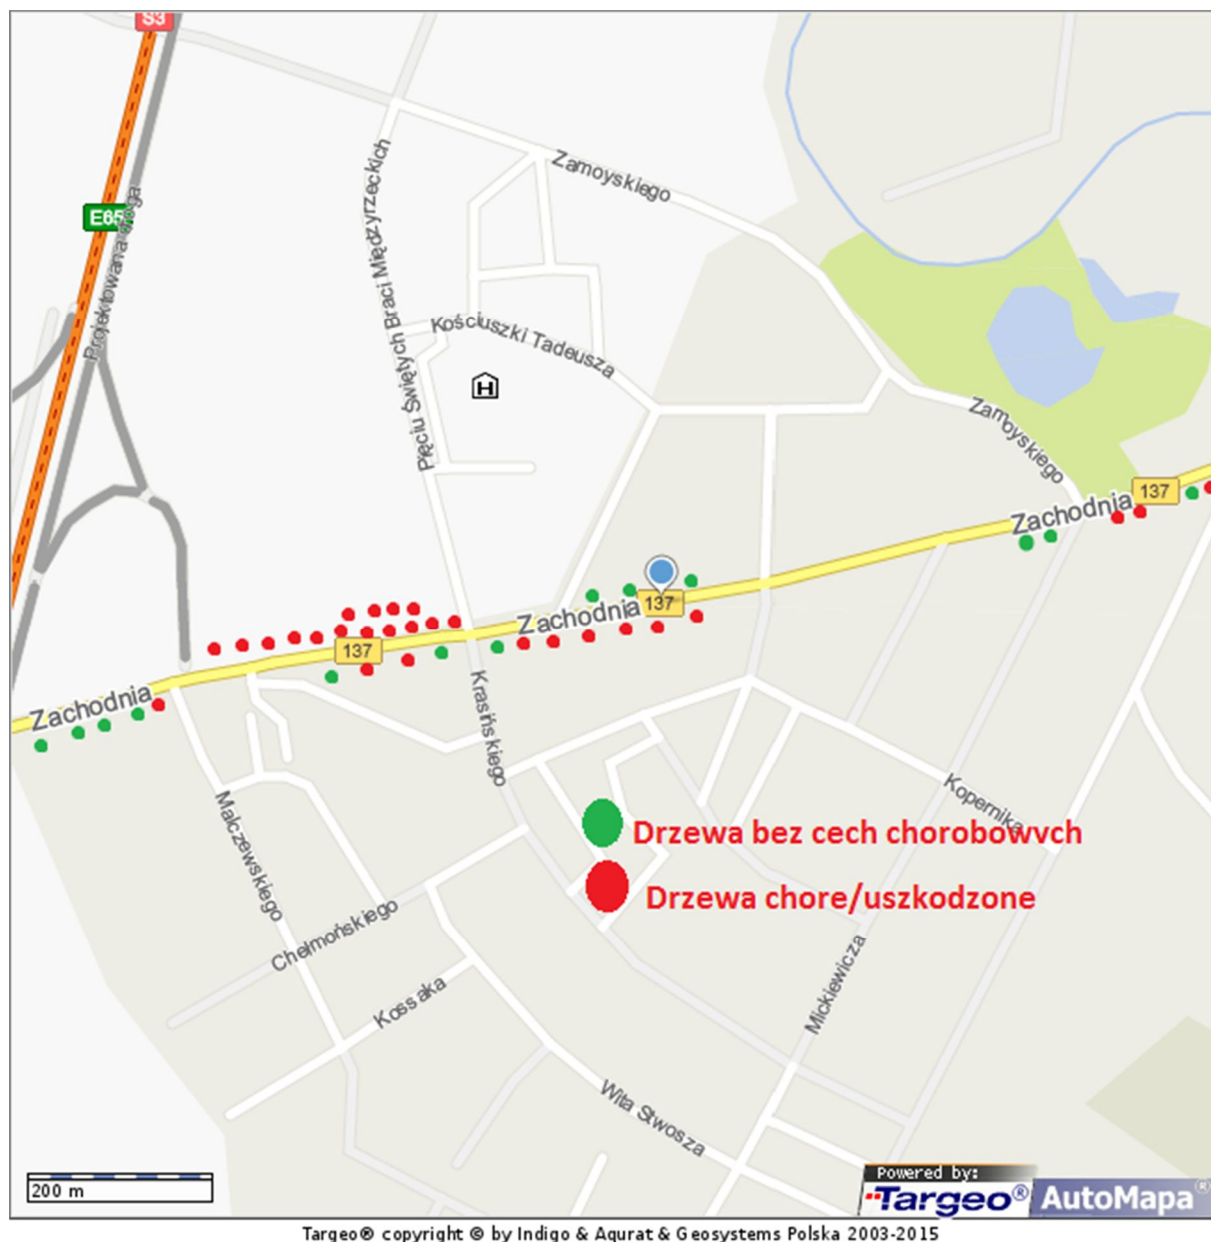 S3
E65
Projektowana droga
Pięciu Świętych Braci Międzyrzeckich
Zamoyskiego
Kościuszki Tadeusza
H
Zamoyskiego
137
Zachodnia
137
Zachodnia
137
Zachodnia
Krasińskiego
Malczewskiego
Kopernika
Drzewa bez cech chorobowych
Drzewa chore/uszkodzone
Chełmońskiego
Kossaka
Mickiewicza
Wita Stwosza
200 m
Powered by:
Targeo® AutoMapa®
Targeo® copyright © by Indigo & Aqurat & Geosystems Polska 2003-2015